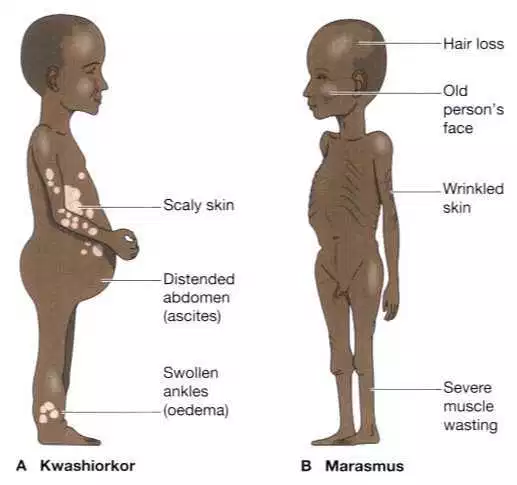 Scaly skin
Distended
abdomen
(ascites)
Swollen
ankles
(oedema)
A Kwashiorkor
Hair loss
Old
person's
face
Wrinkled
skin
Severe
muscle
wasting
B Marasmus